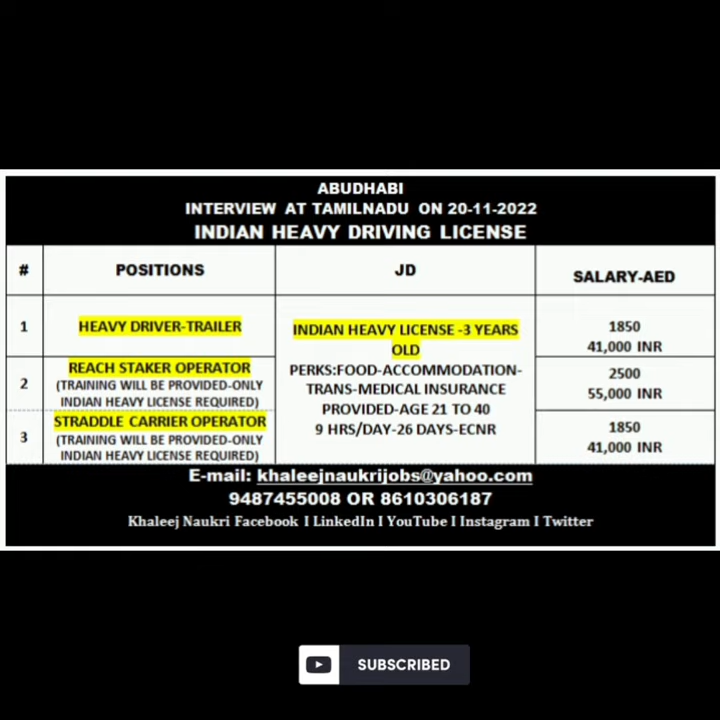 ABUDHABI
INTERVIEW AT TAMILNADU ON 20-11-2022
INDIAN HEAVY DRIVING LICENSE
# POSITIONS JD SALARY-AED
1 HEAVY DRIVER-TRAILER
INDIAN HEAVY LICENSE -3 YEARS
OLD
PERKS:FOOD-ACCOMMODATION-
TRANS-MEDICAL INSURANCE
PROVIDED-AGE 21 TO 40
9 HRS/DAY-26 DAYS-ECNR
1850
41,000 INR
2 REACH STAKER OPERATOR
(TRAINING WILL BE PROVIDED-ONLY
INDIAN HEAVY LICENSE REQUIRED)
2500
55,000 INR
3 STRADDLE CARRIER OPERATOR
(TRAINING WILL BE PROVIDED-ONLY
INDIAN HEAVY LICENSE REQUIRED)
1850
41,000 INR
E-mail: khaleejnaukrijobs@yahoo.com
9487455008 OR 8610306187
Khaleej Naukri Facebook I LinkedIn I YouTube I Instagram I Twitter
SUBSCRIBED